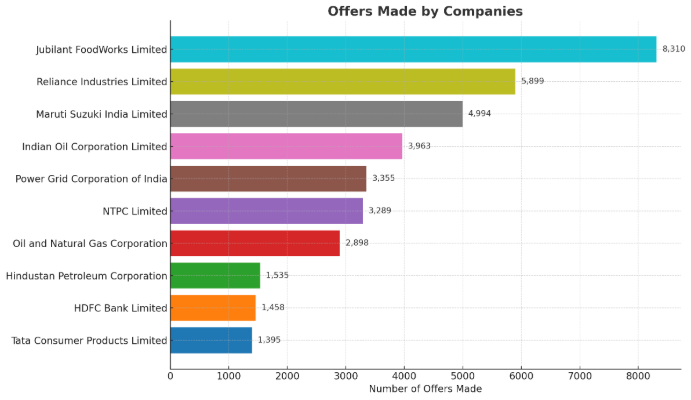 Offers Made by Companies
Jubilant FoodWorks Limited 8,310
Reliance Industries Limited 5,899
Maruti Suzuki India Limited 4,994
Indian Oil Corporation Limited 3,963
Power Grid Corporation of India 3,355
NTPC Limited 3,289
Oil and Natural Gas Corporation 2,898
Hindustan Petroleum Corporation 1,535
HDFC Bank Limited 1,458
Tata Consumer Products Limited 1,395
0 1000 2000 3000 4000 5000 6000 7000 8000
Number of Offers Made